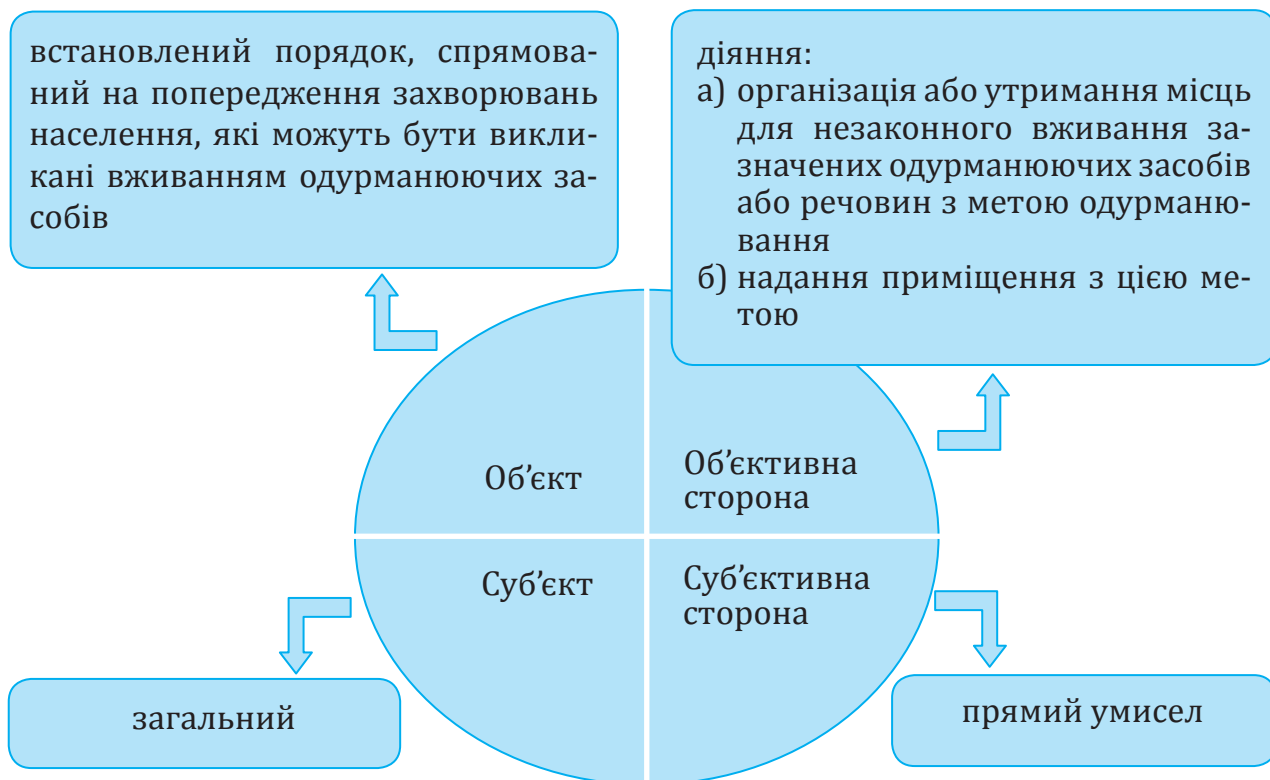 встановлений порядок, спрямова-
ний на попередження захворювань
населення, які можуть бути викли-
кані вживанням одурманюючих за-
собів
діяння:
а) організація або утримання місць
для незаконного вживання за-
значених одурманюючих засобів
або речовин з метою одурманю-
вання
б) надання приміщення з цією ме-
тою
Об’єкт
Об’єктивна
сторона
Суб’єкт
Суб’єктивна
сторона
загальний
прямий умисел